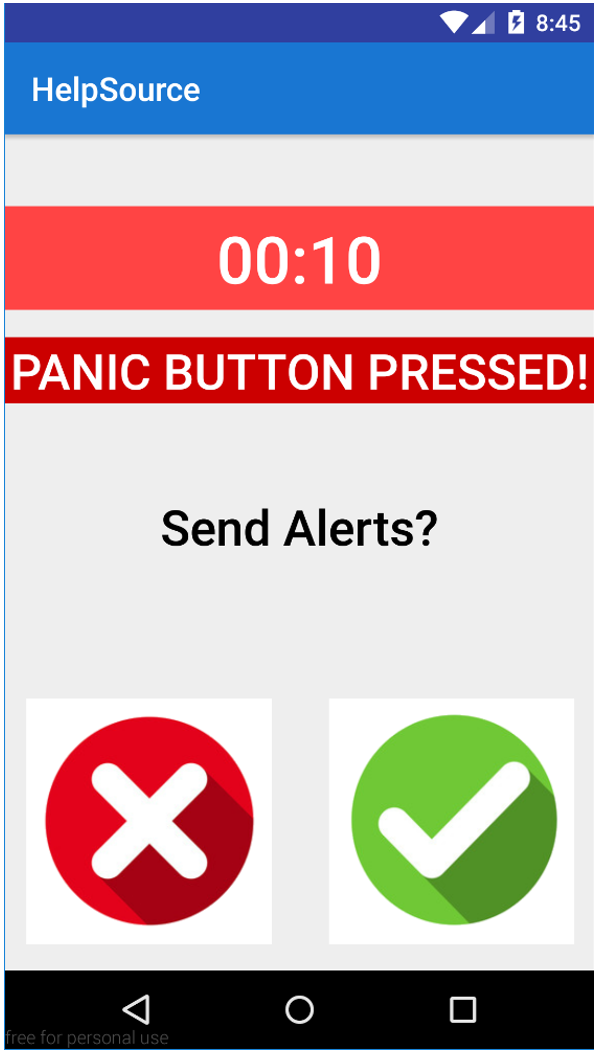 8:45
HelpSource
00:10
PANIC BUTTON PRESSED!
Send Alerts?
free for personal use